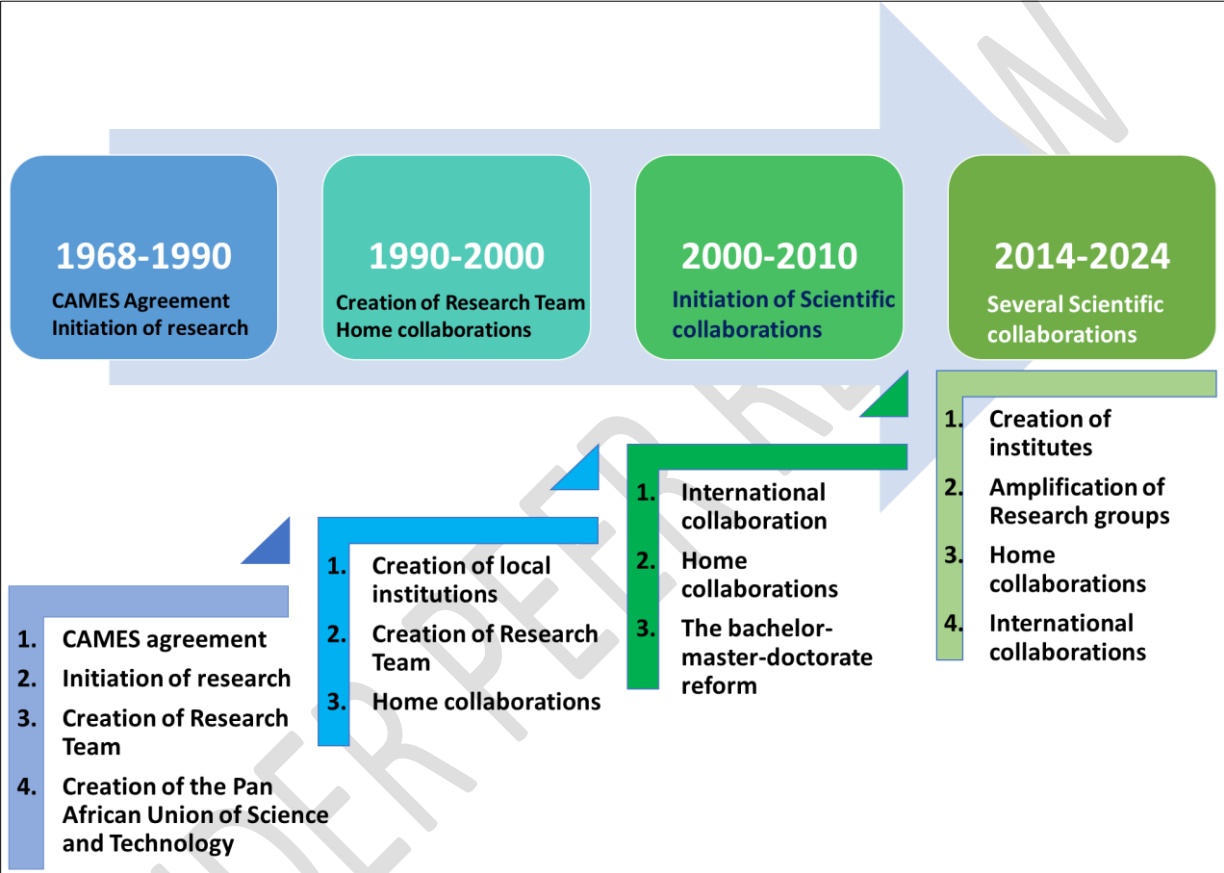 1968-1990
CAMES Agreement
Initiation of research
1990-2000
Creation of Research Team
Home collaborations
2000-2010
Initiation of Scientific
collaborations
2014-2024
Several Scientific
collaborations
1. CAMES agreement
2. Initiation of research
3. Creation of Research
Team
4. Creation of the Pan
African Union of Science
and Technology
1. Creation of local
institutions
2. Creation of Research
Team
3. Home collaborations
1. International
collaboration
2. Home
collaborations
3. The bachelor-
master-doctorate
reform
1. Creation of
institutes
2. Amplification of
Research groups
3. Home
collaborations
4. International
collaborations